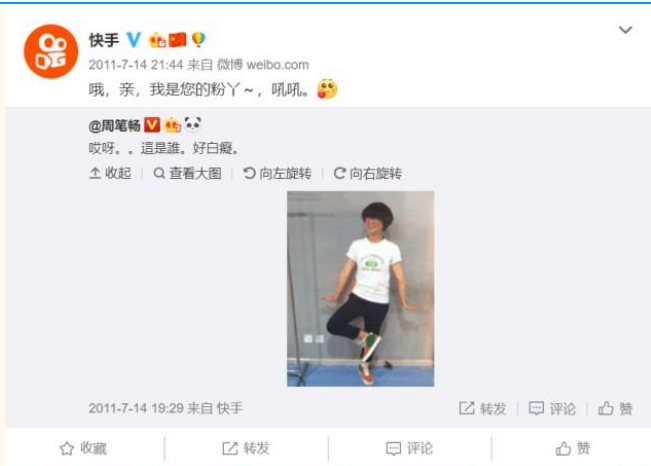 快手
2011-7-14 21:44 来自 微博 weibo.com
哦，亲，我是您的粉丫~，吼吼。
@周笔畅
哎呀。。這是誰。好白癡。
收起 查看大图 向左旋转 向右旋转
2011-7-14 19:29 来自 快手
转发 评论 赞
收藏 转发 评论 赞